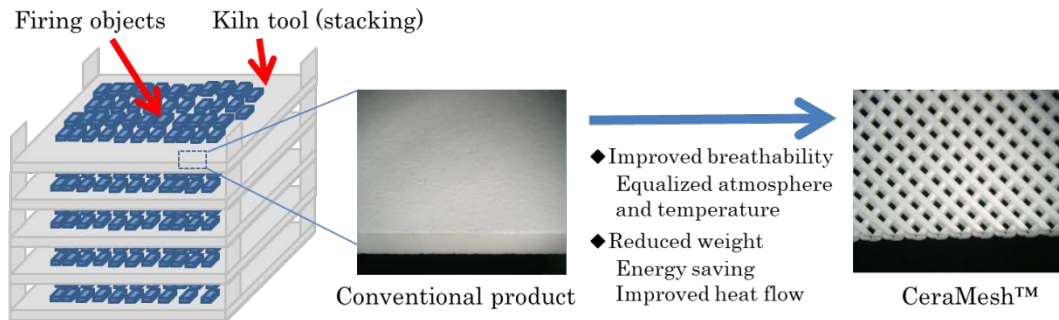 Firing objects
Kiln tool (stacking)
◆Improved breathability
Equalized atmosphere
and temperature
◆Reduced weight
Energy saving
Improved heat flow
Conventional product
CeraMesh™